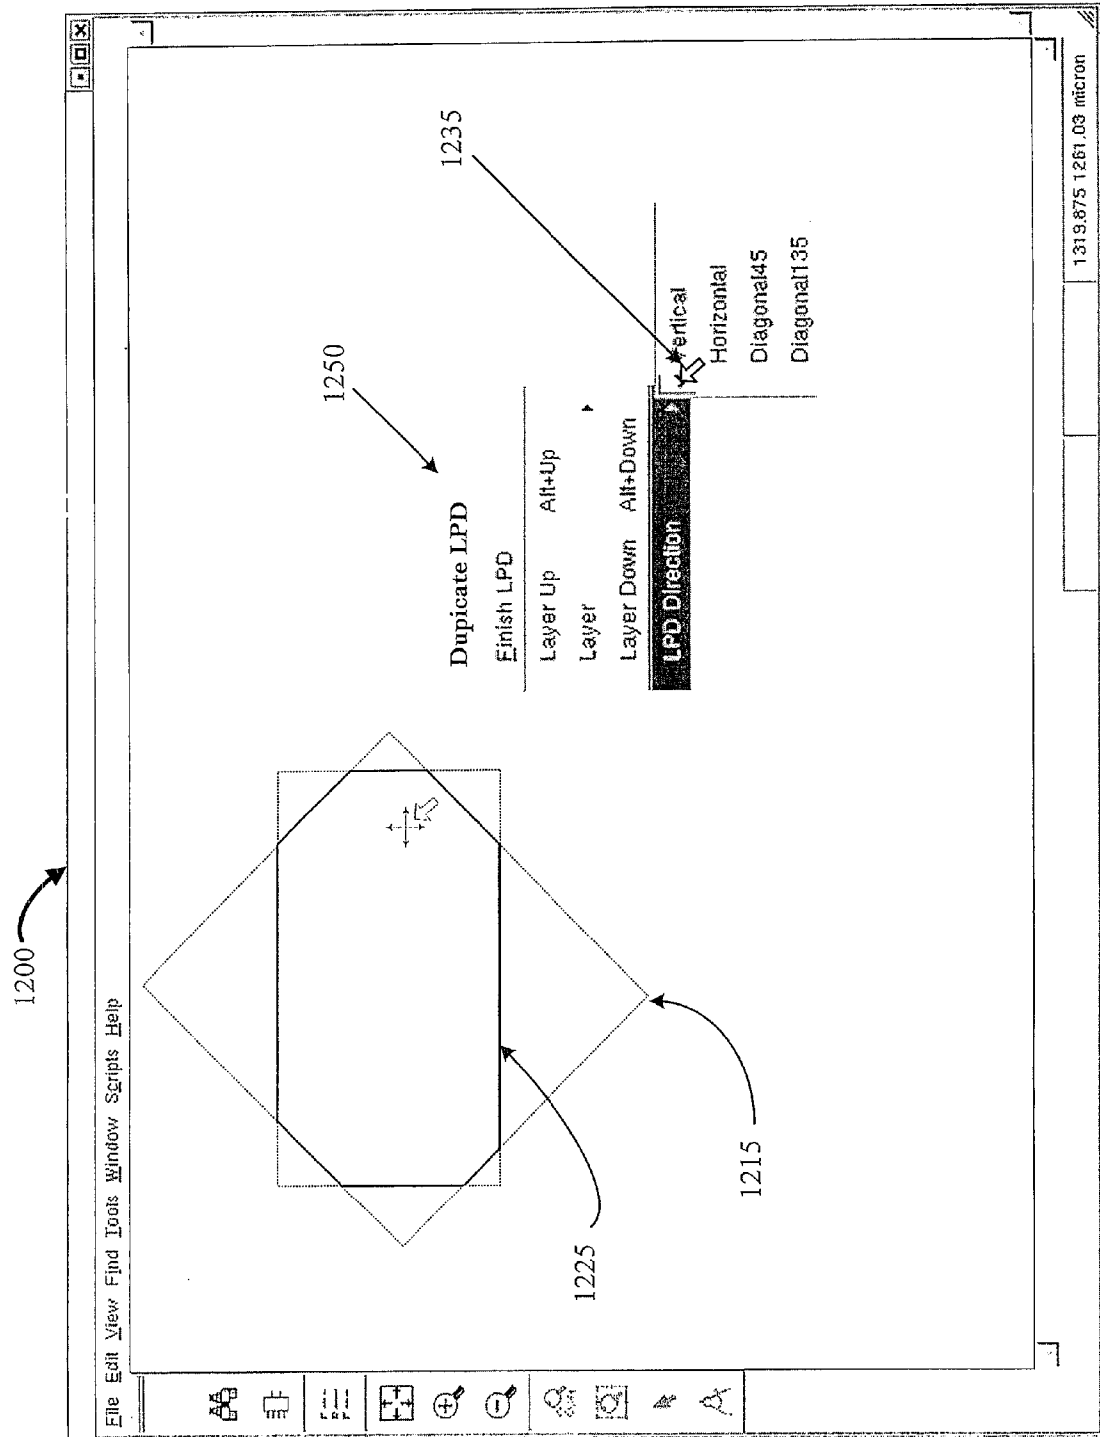 1200
File Edit View Find Tools Window Scripts Help
1225
1215
1250
1235
Dupicate LPD
Finish LPD
Layer Up Alt+Up
Layer
Layer Down Alt+Down
LPD Direction
Vertical
Horizontal
Diagonal45
Diagonal135
1319.875 1261.03 micron